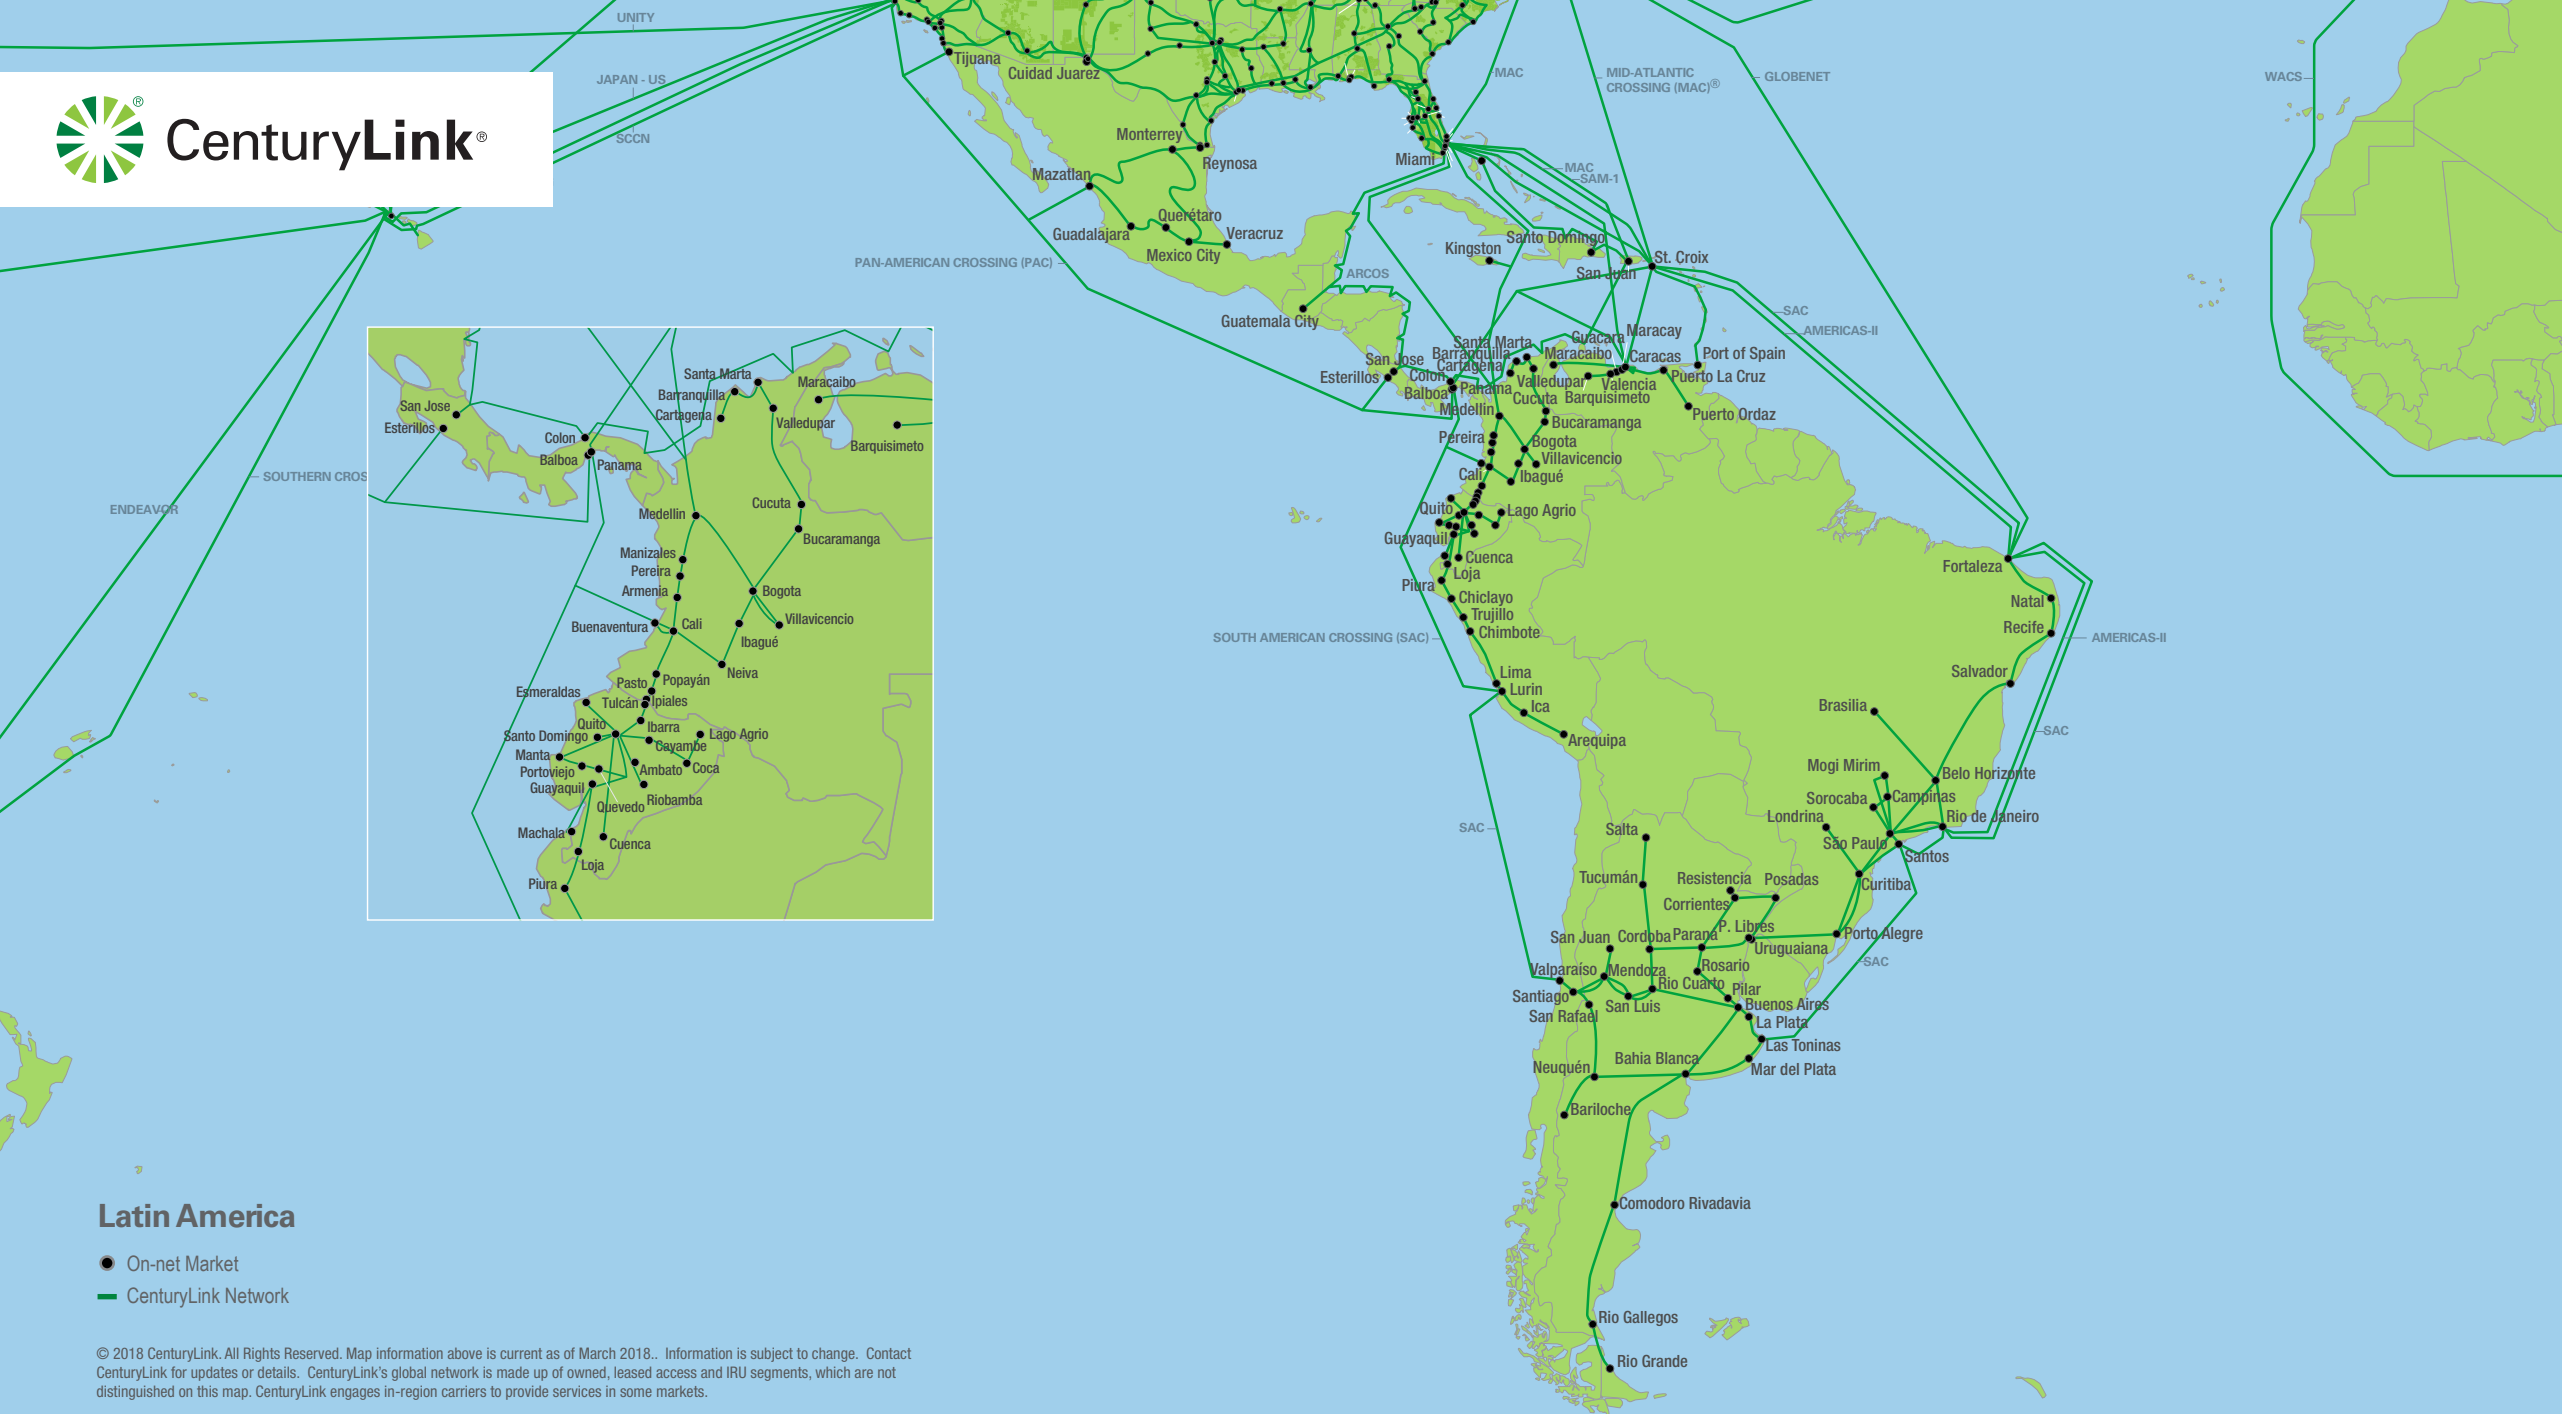 UNITY
JAPAN - US
SCCN
CenturyLink®
®
Tijuana
Cuidad Juarez
Monterrey
Reynosa
Mazatlan
Querétaro
Guadalajara
Veracruz
Mexico City
PAN-AMERICAN CROSSING (PAC)
Miami
MAC
MID-ATLANTIC
CROSSING (MAC)®
GLOBENET
WACS
MAC
SAM-1
Kingston
Santo Domingo
San Juan
St. Croix
ARCOS
Guatemala City
SAC
AMERICAS-II
Santa Marta
Guacara
Maracay
San Jose
Barranquilla
Maracaibo
Caracas
Port of Spain
Esterillos
Colon
Cartagena
Puerto La Cruz
Balboa
Panama
Valledupar
Valencia
Cucuta
Barquisimeto
Puerto Ordaz
Medellin
Bucaramanga
Pereira
Bogota
Villavicencio
Cali
Ibagué
Quito
Lago Agrio
Guayaquil
Cuenca
Loja
Piura
Chiclayo
Trujillo
Chimbote
SOUTH AMERICAN CROSSING (SAC)
Lima
Lurin
Ica
Arequipa
Fortaleza
Natal
Recife
AMERICAS-II
Salvador
Brasilia
SAC
Mogi Mirim
Belo Horizonte
Sorocaba
Campinas
Londrina
Rio de Janeiro
São Paulo
Santos
SAC
Salta
Tucumán
Resistencia
Posadas
Curitiba
Corrientes
P. Libres
San Juan
Cordoba
Parana
Porto Alegre
Uruguaiana
SAC
Valparaíso
Mendoza
Rosario
Rio Cuarto
Pilar
Santiago
San Luis
Buenos Aires
San Rafael
La Plata
Las Toninas
Bahia Blanca
Neuquén
Mar del Plata
Bariloche
Comodoro Rivadavia
Rio Gallegos
Rio Grande
ENDEAVOR
SOUTHERN CROS
Santa Marta
Maracaibo
Barranquilla
San Jose
Cartagena
Esterillos
Valledupar
Colon
Barquisimeto
Balboa
Panama
Cucuta
Medellin
Bucaramanga
Manizales
Pereira
Armenia
Bogota
Buenaventura
Cali
Villavicencio
Ibagué
Neiva
Popayán
Pasto
Esmeraldas
Tulcán
Ipiales
Quito
Ibarra
Santo Domingo
Lago Agrio
Cayambe
Manta
Portoviejo
Ambato
Coca
Guayaquil
Quevedo
Riobamba
Machala
Cuenca
Loja
Piura
Latin America
On-net Market
CenturyLink Network
© 2018 CenturyLink. All Rights Reserved. Map information above is current as of March 2018.. Information is subject to change. Contact
CenturyLink for updates or details. CenturyLink's global network is made up of owned, leased access and IRU segments, which are not
distinguished on this map. CenturyLink engages in-region carriers to provide services in some markets.